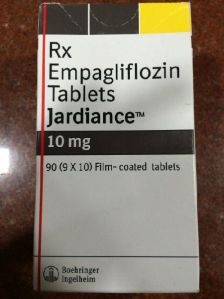 Rx
Empagliflozin
Tablets
Jardiance™
10 mg
90 (9 X 10) Film- coated tablets
Boehringer
Ingelheim